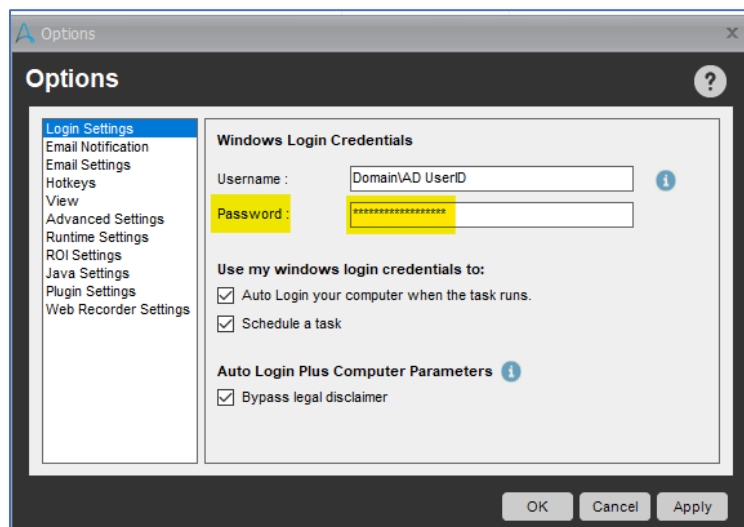 Options
x
Options
?
Login Settings
Email Notification
Email Settings
Hotkeys
View
Advanced Settings
Runtime Settings
ROI Settings
Java Settings
Plugin Settings
Web Recorder Settings
Windows Login Credentials
Username : Domain\AD UserID i
Password : ******************
Use my windows login credentials to:
Auto Login your computer when the task runs.
Schedule a task
Auto Login Plus Computer Parameters i
Bypass legal disclaimer
OK Cancel Apply